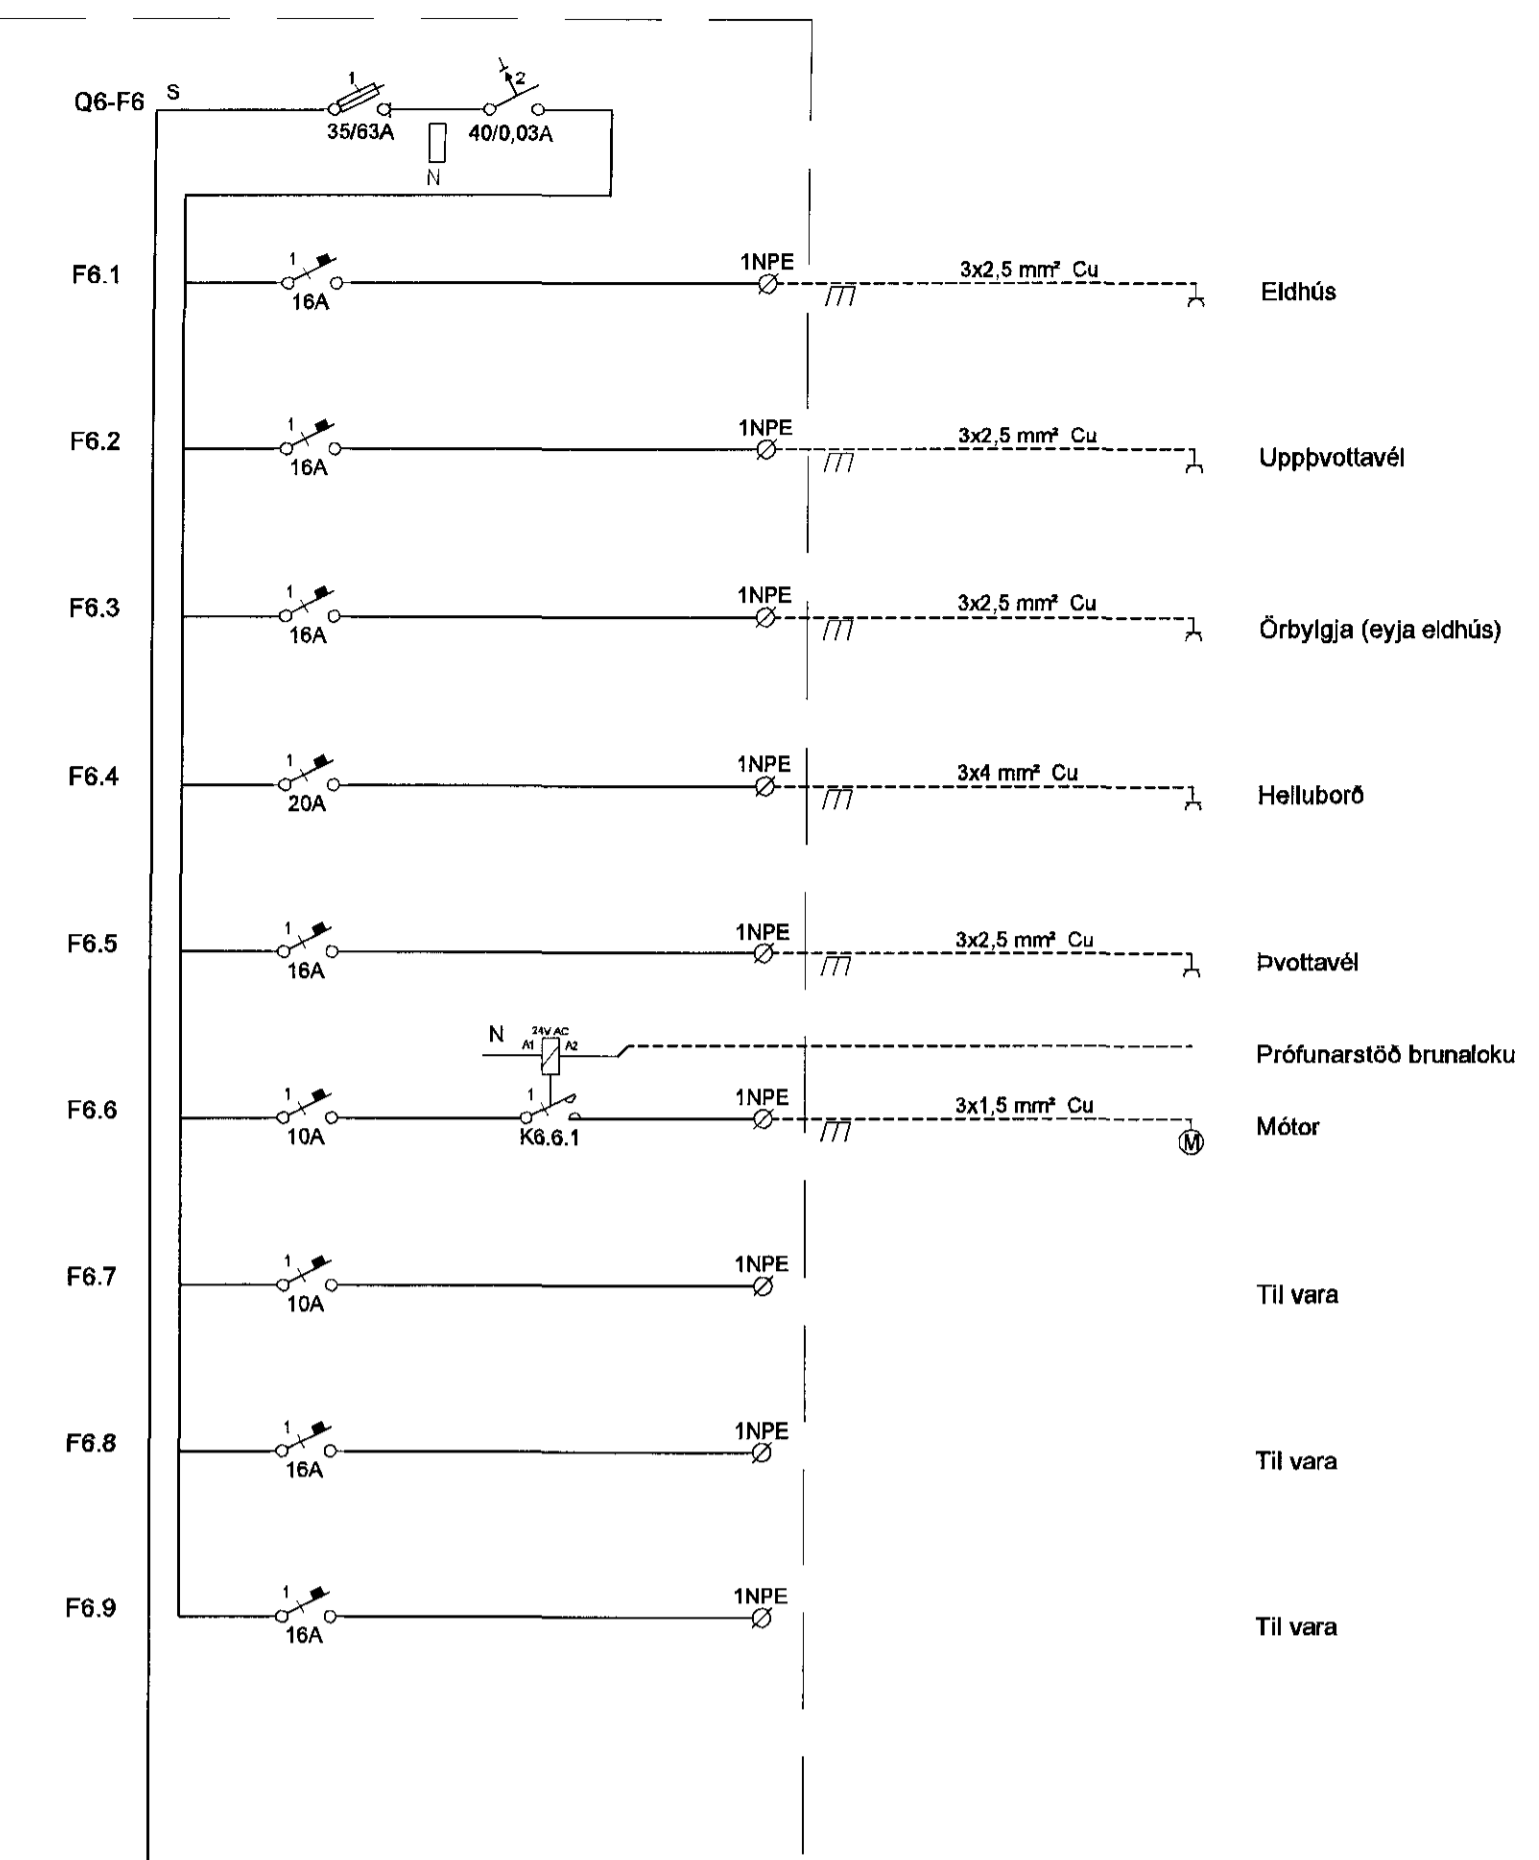 Q6-F6 S 1 2
35/63A 40/0,03A
N
F6.1 1 16A 1NPE 3x2,5 mm² Cu Eldhús
F6.2 1 16A 1NPE 3x2,5 mm² Cu Uppþvottavél
F6.3 1 16A 1NPE 3x2,5 mm² Cu Örbylgja (eyja eldhús)
F6.4 1 20A 1NPE 3x4 mm² Cu Helluborð
F6.5 1 16A 1NPE 3x2,5 mm² Cu Þvottavél
N 24V AC A1 A2 Prófunarstöð brunaloku
F6.6 1 10A 1 K6.6.1 1NPE 3x1,5 mm² Cu M Mótor
F6.7 1 10A 1NPE Til vara
F6.8 1 16A 1NPE Til vara
F6.9 1 16A 1NPE Til vara